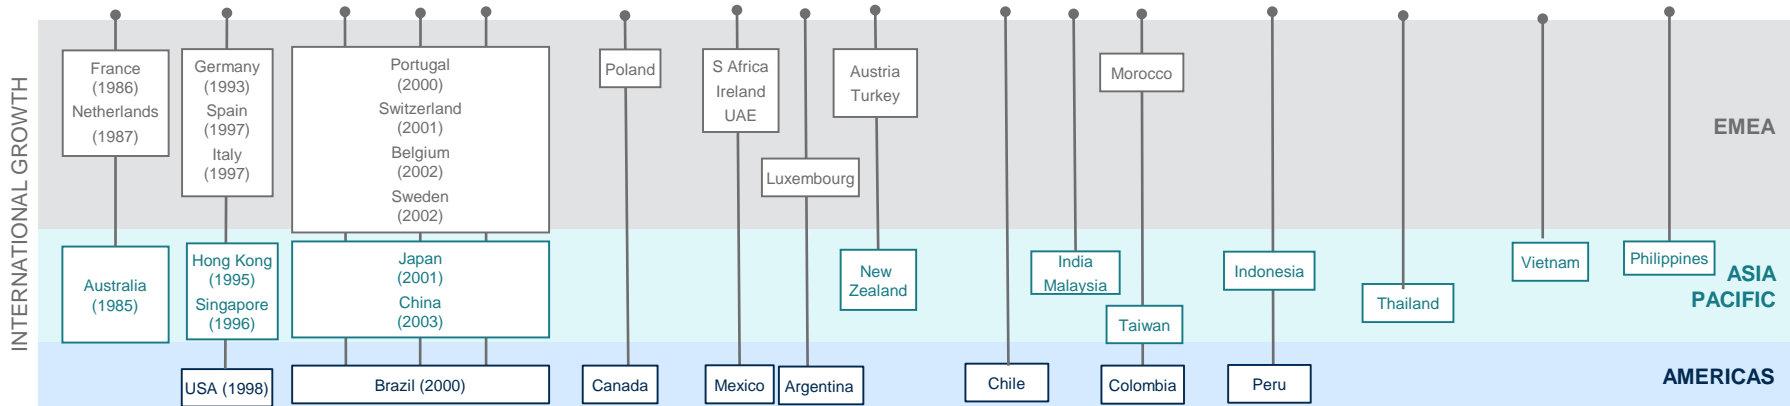 INTERNATIONAL GROWTH
France
(1986)
Netherlands
(1987)
Germany
(1993)
Spain
(1997)
Italy
(1997)
Portugal
(2000)
Switzerland
(2001)
Belgium
(2002)
Sweden
(2002)
Poland
S Africa
Ireland
UAE
Luxembourg
Austria
Turkey
Morocco
EMEA
Australia
(1985)
Hong Kong
(1995)
Singapore
(1996)
Japan
(2001)
China
(2003)
New
Zealand
India
Malaysia
Taiwan
Indonesia
Thailand
Vietnam
Philippines
ASIA
PACIFIC
USA (1998)
Brazil (2000)
Canada
Mexico
Argentina
Chile
Colombia
Peru
AMERICAS